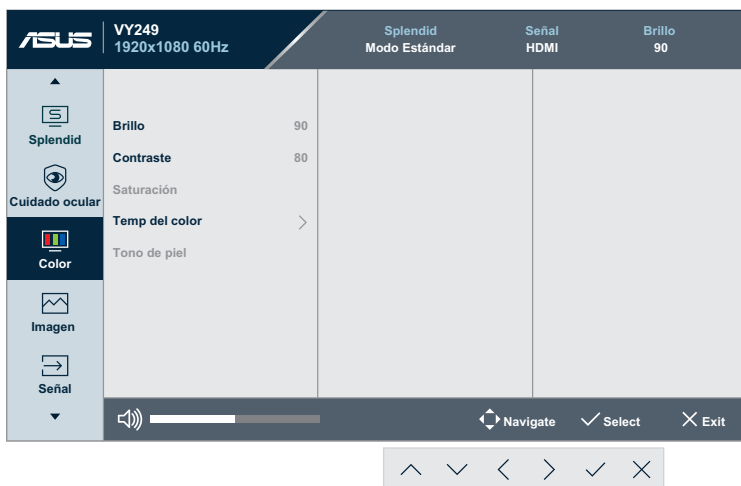 ASUS
VY249
1920x1080 60Hz
Splendid
Modo Estándar
Señal
HDMI
Brillo
90
Splendid
Cuidado ocular
Color
Imagen
Señal
Brillo 90
Contraste 80
Saturación
Temp del color
Tono de piel
Navigate
Select
Exit